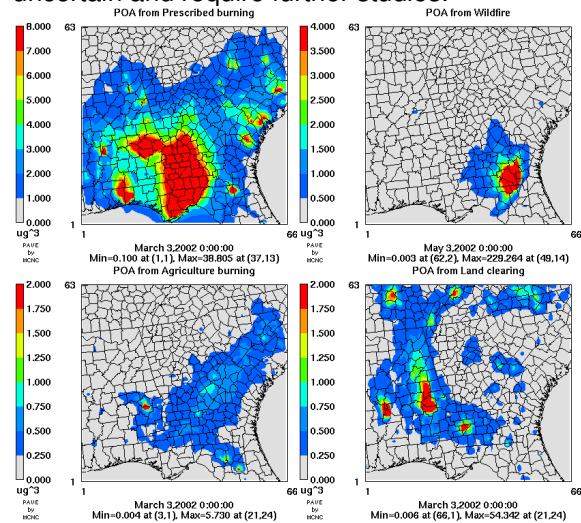 uncertain and require further studies.
POA from Prescribed burning
8.000
7.000
6.000
5.000
4.000
3.000
2.000
1.000
0.000
ug^3
PAVE
by
MCNC
63
1
1
66
March 3,2002 0:00:00
Min=0.100 at (1,1), Max=38.805 at (37,13)
POA from Wildfire
4.000
3.500
3.000
2.500
2.000
1.500
1.000
0.500
0.000
ug^3
PAVE
by
MCNC
63
1
1
66
May 3,2002 0:00:00
Min=0.003 at (62,2), Max=229.264 at (49,14)
POA from Agriculture burning
2.000
1.750
1.500
1.250
1.000
0.750
0.500
0.250
0.000
ug^3
PAVE
by
MCNC
63
1
1
66
March 3,2002 0:00:00
Min=0.004 at (3,1), Max=5.730 at (21,24)
POA from Land clearing
2.000
1.750
1.500
1.250
1.000
0.750
0.500
0.250
0.000
ug^3
PAVE
by
MCNC
63
1
1
66
March 3,2002 0:00:00
Min=0.006 at (66,1), Max=54.342 at (21,24)